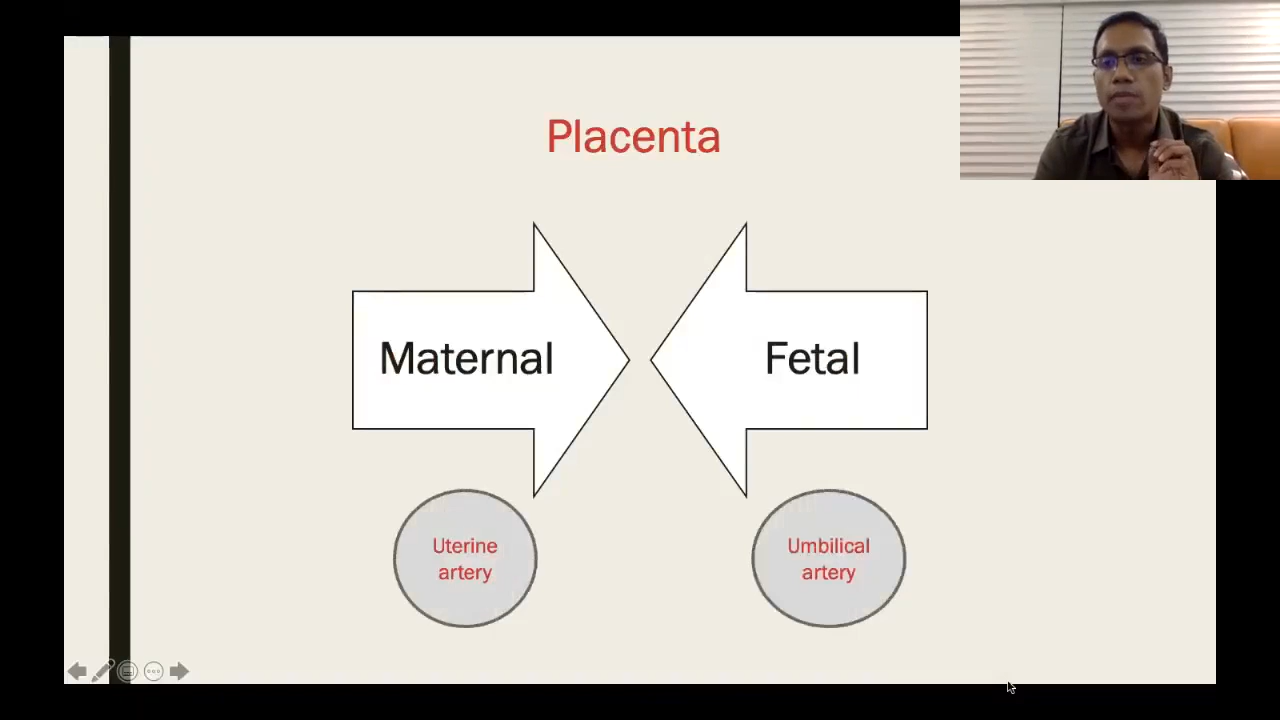 Placenta
Maternal
Fetal
Uterine
artery
Umbilical
artery